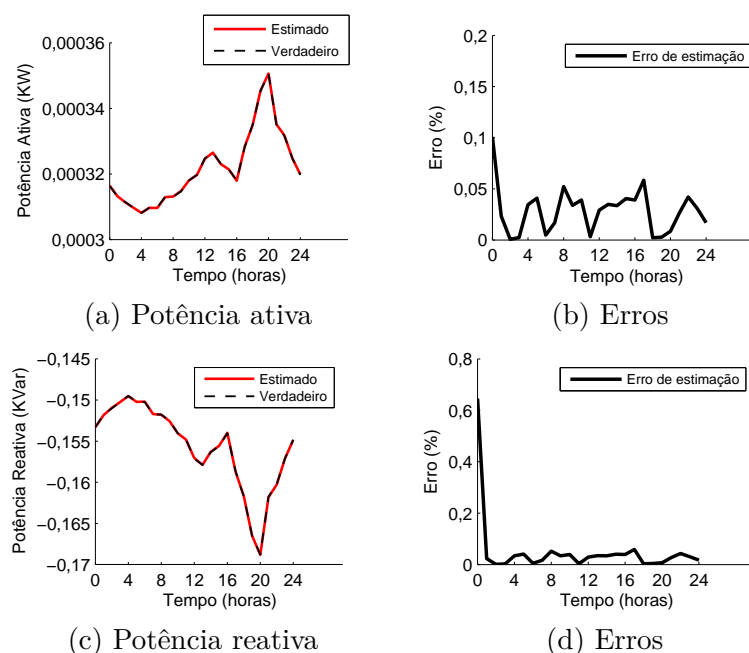 Potência Ativa (KW)
0,00036
0,00034
0,00032
0,0003
0 4 8 12 16 20 24
Tempo (horas)
Estimado
Verdadeiro
(a) Potência ativa
Erro (%)
0,2
0,15
0,1
0,05
0
0 4 8 12 16 20 24
Tempo (horas)
Erro de estimação
(b) Erros
Potência Reativa (KVar)
−0,145
−0,15
−0,155
−0,16
−0,165
−0,17
0 4 8 12 16 20 24
Tempo (horas)
Estimado
Verdadeiro
(c) Potência reativa
Erro (%)
0,8
0,6
0,4
0,2
0
0 4 8 12 16 20 24
Tempo (horas)
Erro de estimação
(d) Erros